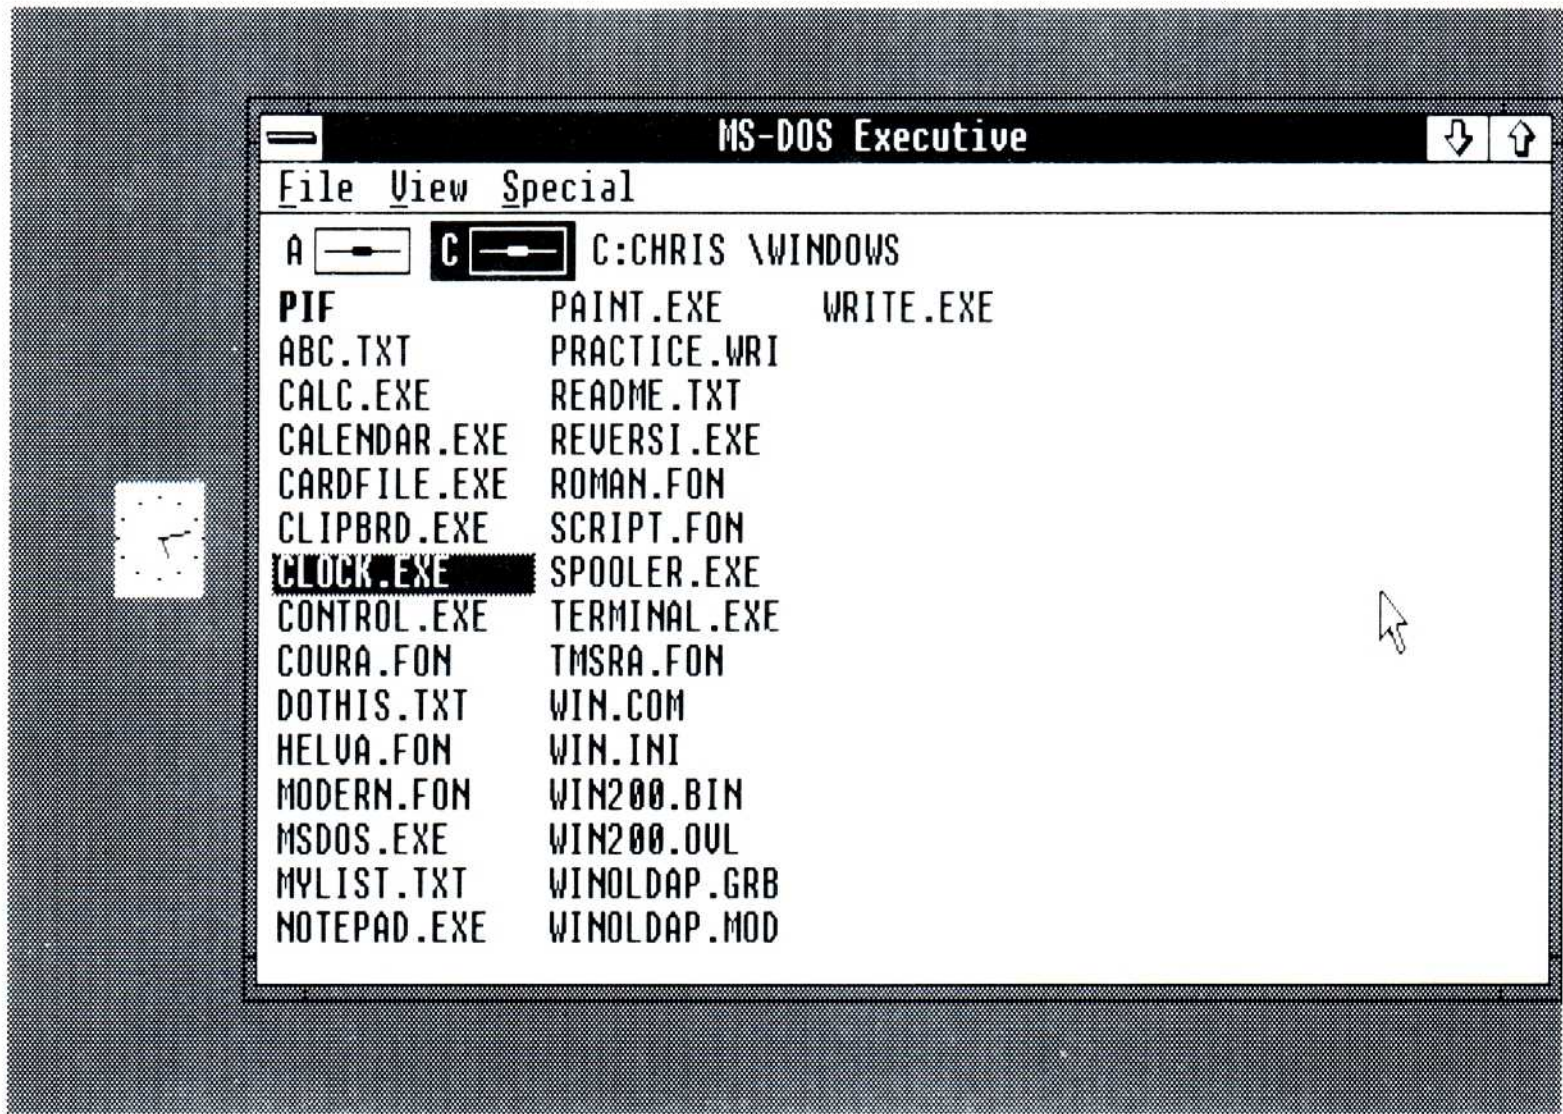 MS-DOS Executive
File View Special
A C C:CHRIS \WINDOWS
PIF PAINT.EXE WRITE.EXE
ABC.TXT PRACTICE.WRI
CALC.EXE README.TXT
CALENDAR.EXE REVERSI.EXE
CARDFILE.EXE ROMAN.FON
CLIPBRD.EXE SCRIPT.FON
CLOCK.EXE SPOOLER.EXE
CONTROL.EXE TERMINAL.EXE
COURA.FON TMSRA.FON
DOTHIS.TXT WIN.COM
HELVA.FON WIN.INI
MODERN.FON WIN200.BIN
MSDOS.EXE WIN200.OVL
MYLIST.TXT WINOLDAP.GRB
NOTEPAD.EXE WINOLDAP.MOD